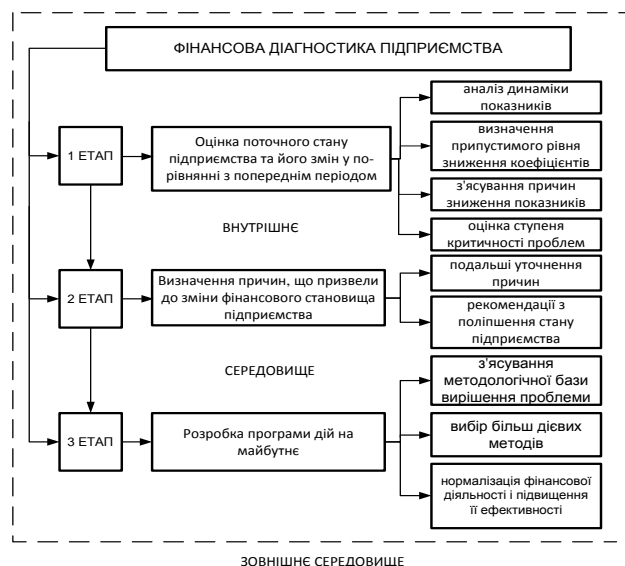 ФІНАНСОВА ДІАГНОСТИКА ПІДПРИЄМСТВА
1 ЕТАП
Оцінка поточного стану
підприємства та його змін у по-
рівнянні з попереднім періодом
аналіз динаміки
показників
визначення
припустимого рівня
зниження коефіцієнтів
з'ясування причин
зниження показників
оцінка ступеня
критичності проблем
ВНУТРІШНЄ
2 ЕТАП
Визначення причин, що призвели
до зміни фінансового становища
підприємства
подальші уточнення
причин
рекомендації з
поліпшення стану
підприємства
СЕРЕДОВИЩЕ
3 ЕТАП
Розробка програми дій на
майбутнє
з'ясування
методологічної бази
вирішення проблеми
вибір більш дієвих
методів
нормалізація фінансової
діяльності і підвищення
її ефективності
ЗОВНІШНЄ СЕРЕДОВИЩЕ